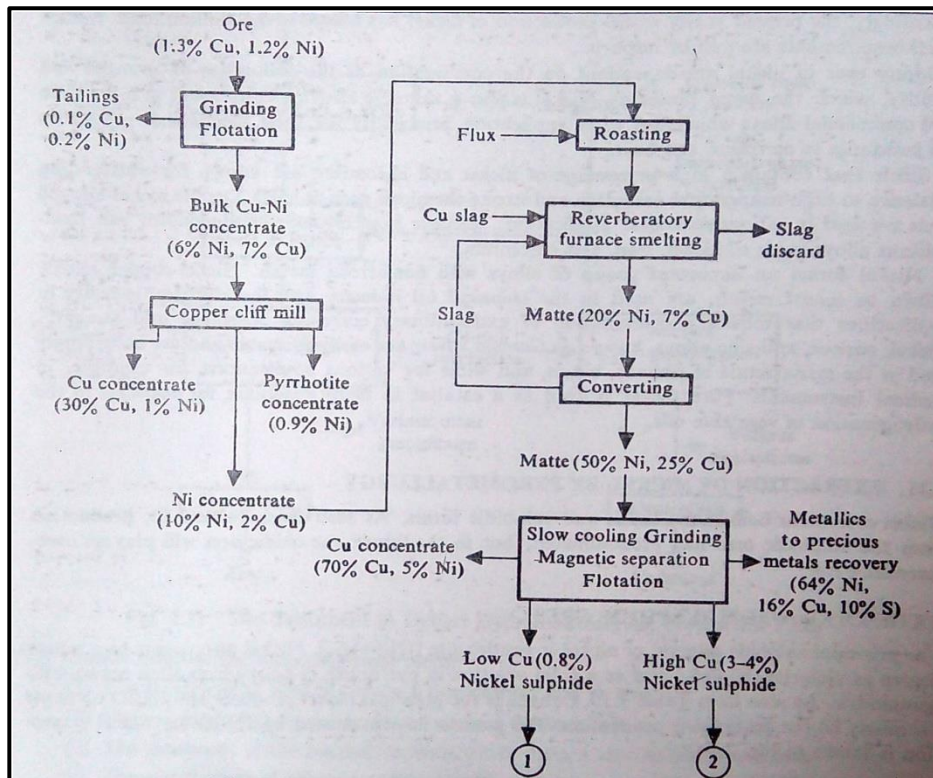 Ore
(1.3% Cu, 1.2% Ni)
Tailings
(0.1% Cu,
0.2% Ni)
Grinding
Flotation
Bulk Cu-Ni
concentrate
(6% Ni, 7% Cu)
Copper cliff mill
Cu concentrate
(30% Cu, 1% Ni)
Pyrrhotite
concentrate
(0.9% Ni)
Ni concentrate
(10% Ni, 2% Cu)
Flux
Roasting
Cu slag
Reverberatory
furnace smelting
Slag
discard
Slag
Matte (20% Ni, 7% Cu)
Converting
Matte (50% Ni, 25% Cu)
Slow cooling Grinding
Magnetic separation
Flotation
Cu concentrate
(70% Cu, 5% Ni)
Metallics
to precious
metals recovery
(64% Ni,
16% Cu, 10% S)
Low Cu (0.8%)
Nickel sulphide
High Cu (3–4%)
Nickel sulphide
1
2